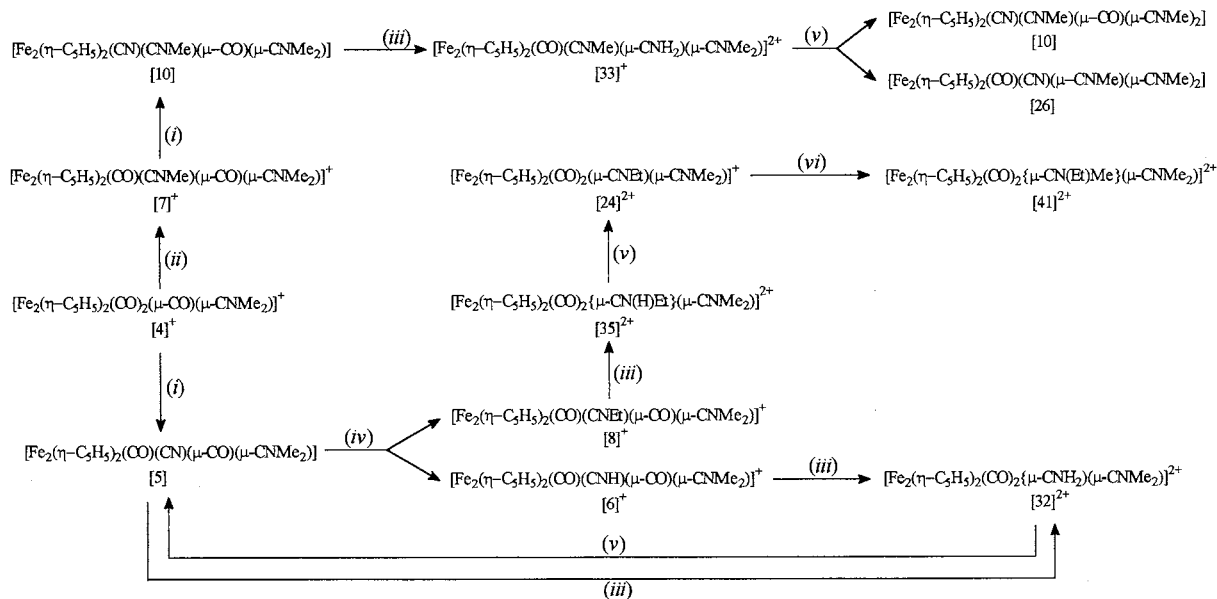 [Fe₂(η–C₅H₅)₂(CN)(CNMe)(μ–CO)(μ–CNMe₂)]
[10]
(iii)
[Fe₂(η–C₅H₅)₂(CO)(CNMe)(μ–CNH₂)(μ–CNMe₂)]²⁺
[33]⁺
(v)
[Fe₂(η–C₅H₅)₂(CN)(CNMe)(μ–CO)(μ–CNMe)₂]
[10]
[Fe₂(η–C₅H₅)₂(CO)(CN)(μ–CNMe)(μ–CNMe)₂]
[26]
(i)
[Fe₂(η–C₅H₅)₂(CO)(CNMe)(μ-CO)(μ-CNMe₂)]⁺
[7]⁺
[Fe₂(η–C₅H₅)₂(CO)₂(μ-CNEt)(μ-CNMe₂)]⁺
[24]²⁺
(vi)
[Fe₂(η–C₅H₅)₂(CO)₂{μ-CN(Et)Me}(μ-CNMe₂)]²⁺
[41]²⁺
(ii)
(v)
[Fe₂(η–C₅H₅)₂(CO)₂(μ-CO)(μ-CNMe₂)]⁺
[4]⁺
[Fe₂(η–C₅H₅)₂(CO)₂{μ-CN(H)Et}(μ-CNMe₂)]²⁺
[35]²⁺
(i)
(iii)
[Fe₂(η–C₅H₅)₂(CO)(CN)(μ-CO)(μ-CNMe₂)]
[5]
(iv)
[Fe₂(η–C₅H₅)₂(CO)(CNEt)(μ-CO)(μ-CNMe₂)]⁺
[8]⁺
[Fe₂(η–C₅H₅)₂(CO)(CNH)(μ-CO)(μ-CNMe₂)]⁺
[6]⁺
(iii)
[Fe₂(η–C₅H₅)₂(CO)₂{μ-CNH₂)(μ-CNMe₂)]²⁺
[32]²⁺
(v)
(iii)